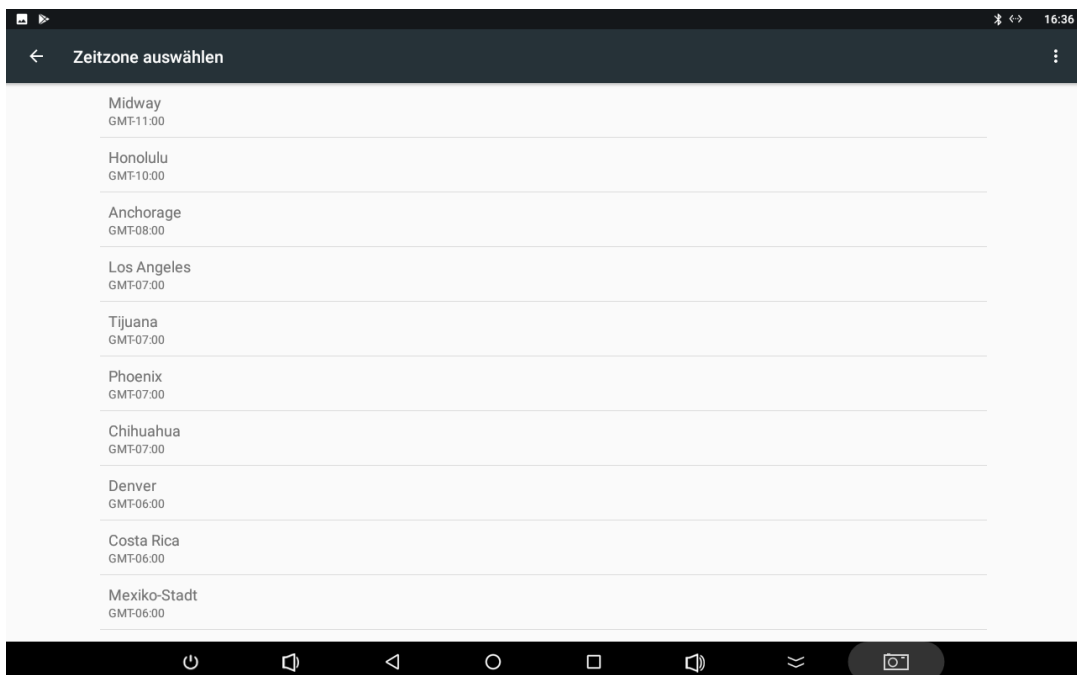 16:36
Zeitzone auswählen
Midway
GMT-11:00
Honolulu
GMT-10:00
Anchorage
GMT-08:00
Los Angeles
GMT-07:00
Tijuana
GMT-07:00
Phoenix
GMT-07:00
Chihuahua
GMT-07:00
Denver
GMT-06:00
Costa Rica
GMT-06:00
Mexiko-Stadt
GMT-06:00